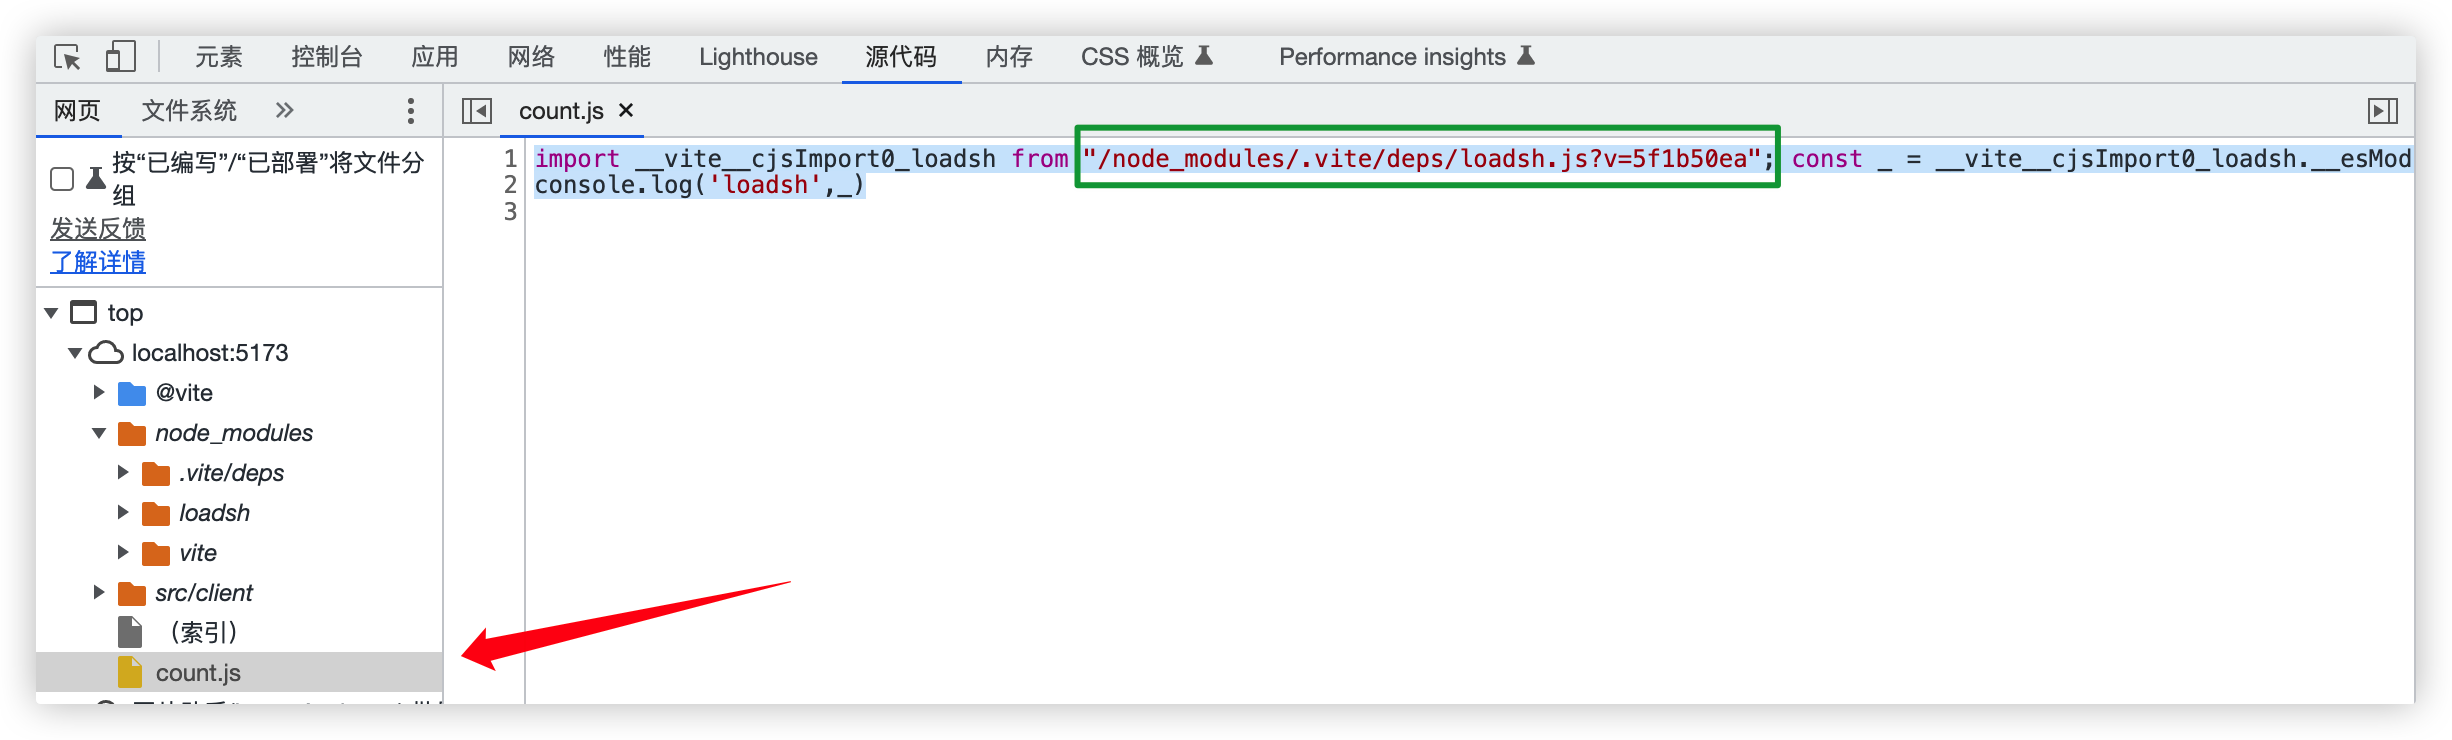 元素 控制台 应用 网络 性能 Lighthouse 源代码 内存 CSS 概览 Performance insights
网页 文件系统
count.js ×
按“已编写”/“已部署”将文件分
组
发送反馈
了解详情
top
localhost:5173
@vite
node_modules
.vite/deps
loadsh
vite
src/client
（索引）
count.js
1 import __vite__cjsImport0_loadsh from "/node_modules/.vite/deps/loadsh.js?v=5f1b50ea"; const _ = __vite__cjsImport0_loadsh.__esMod
2 console.log('loadsh',_)
3